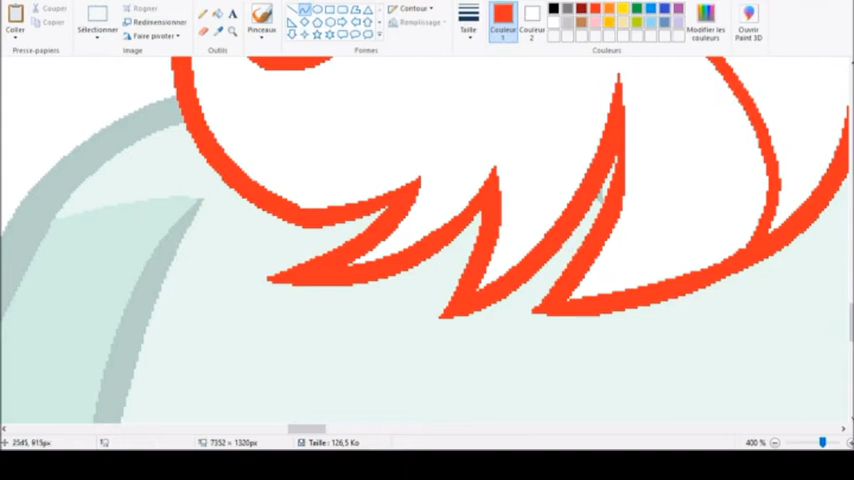 Coller
Couper
Copier
Presse-papiers
Sélectionner
Rogner
Redimensionner
Faire pivoter
Image
A
Outils
Pinceaux
Contour
Remplissage
Formes
Taille
Couleur
1
Couleur
2
Modifier les
couleurs
Couleurs
Ouvrir
Paint 3D
2545, 915px
7352 × 1320px
Taille : 126,5 Ko
400 %